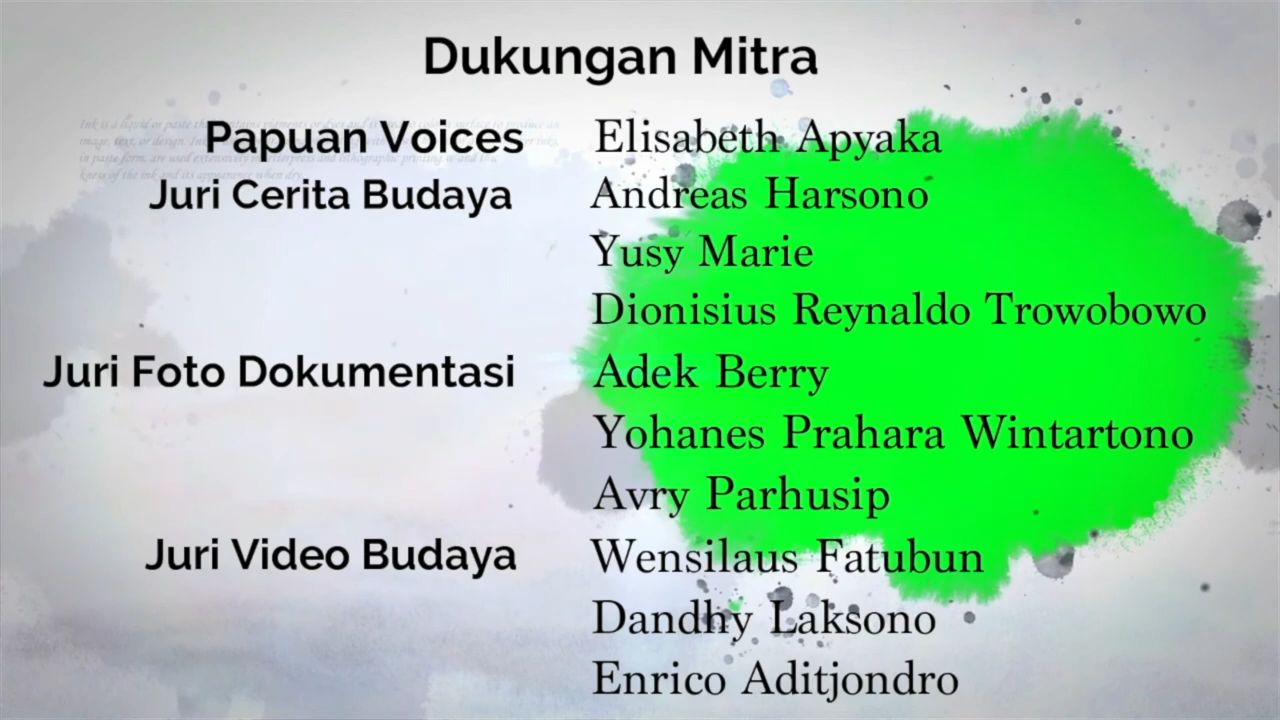 Dukungan Mitra
Papuan Voices Elisabeth Apyaka
Juri Cerita Budaya Andreas Harsono
Yusy Marie
Dionisius Reynaldo Trowobowo
Juri Foto Dokumentasi Adek Berry
Yohanes Prahara Wintartono
Avry Parhusip
Juri Video Budaya Wensilaus Fatubun
Dandhy Laksono
Enrico Aditjondro